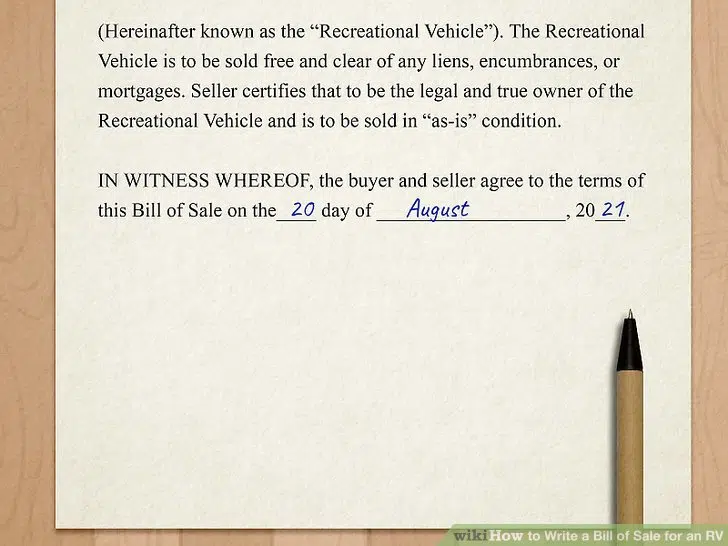 (Hereinafter known as the “Recreational Vehicle”). The Recreational
Vehicle is to be sold free and clear of any liens, encumbrances, or
mortgages. Seller certifies that to be the legal and true owner of the
Recreational Vehicle and is to be sold in “as-is” condition.
IN WITNESS WHEREOF, the buyer and seller agree to the terms of
this Bill of Sale on the 20 day of August, 2021.
wikiHow to Write a Bill of Sale for an RV